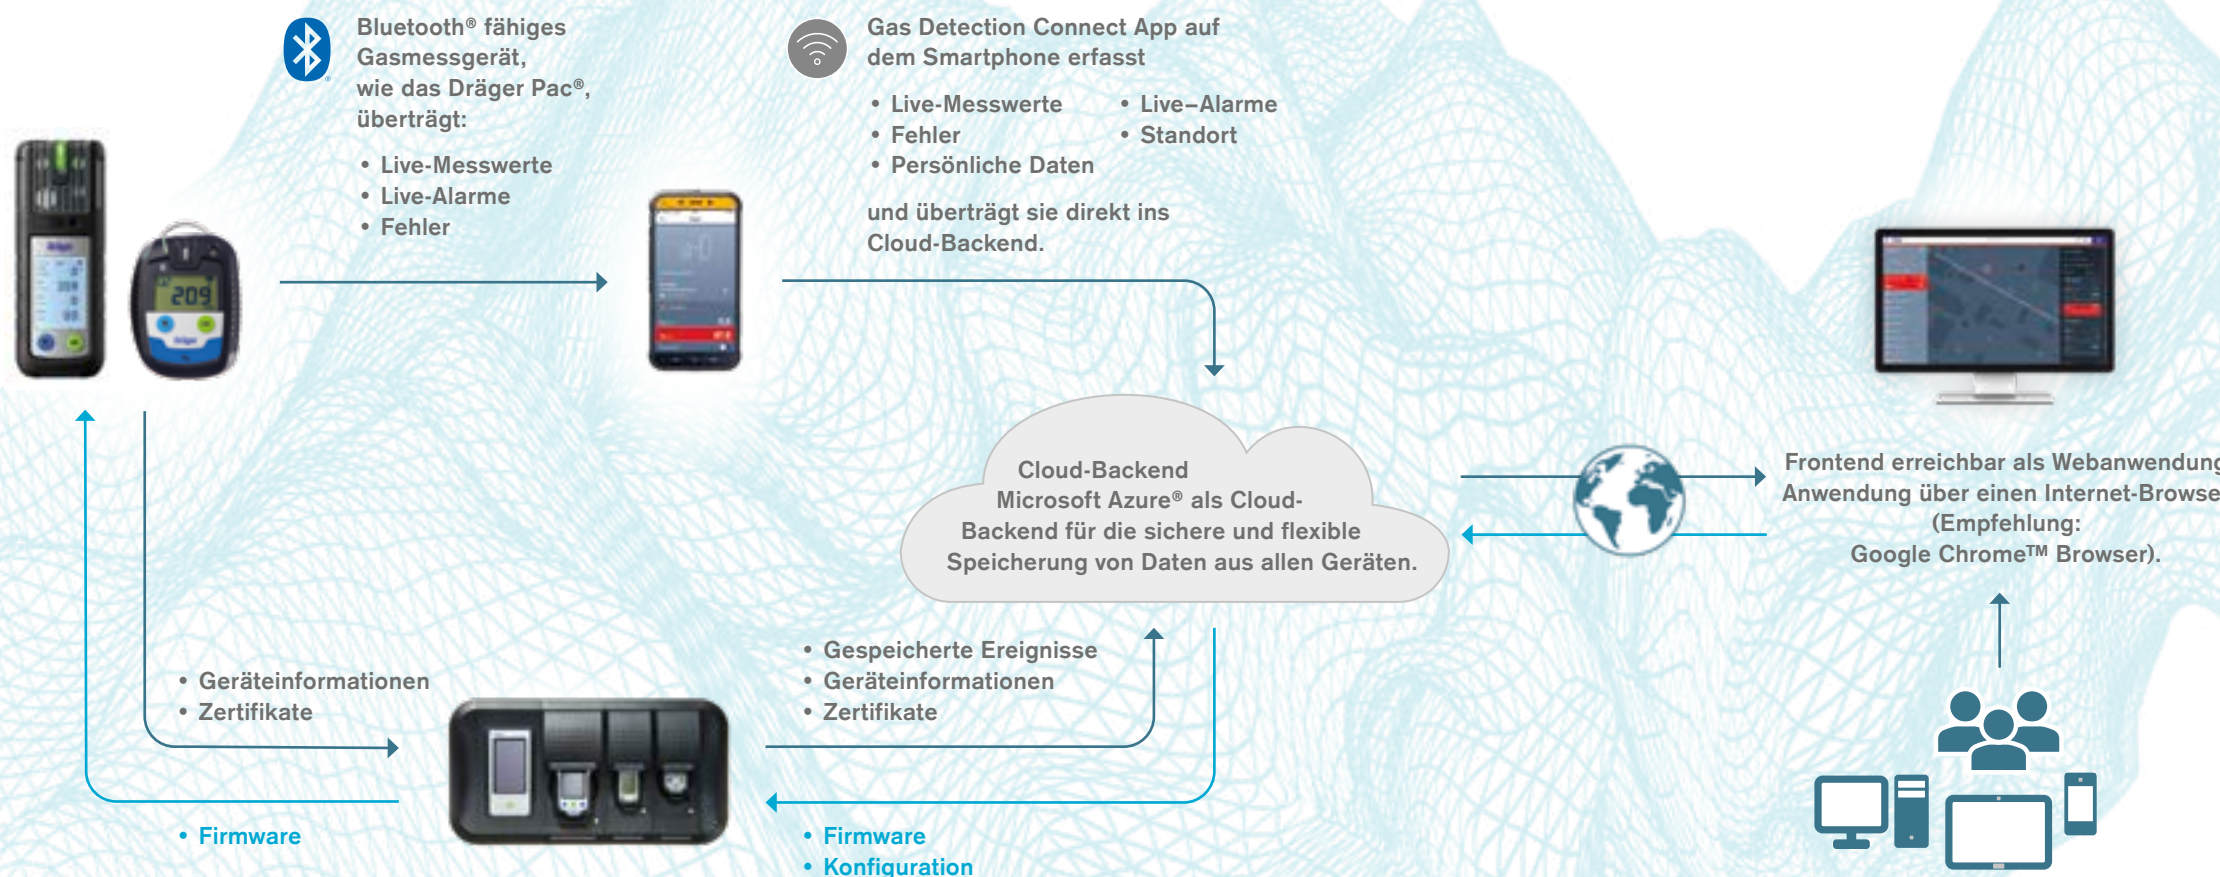 Bluetooth® fähiges
Gasmessgerät,
wie das Dräger Pac®,
überträgt:
• Live-Messwerte
• Live-Alarme
• Fehler
Gas Detection Connect App auf
dem Smartphone erfasst
• Live-Messwerte
• Fehler
• Persönliche Daten
• Live–Alarme
• Standort
und überträgt sie direkt ins
Cloud-Backend.
Dräger
209
Dräger
Cloud-Backend
Microsoft Azure® als Cloud-
Backend für die sichere und flexible
Speicherung von Daten aus allen Geräten.
Frontend erreichbar als Webanwendung
Anwendung über einen Internet-Browse
(Empfehlung:
Google Chrome™ Browser).
• Geräteinformationen
• Zertifikate
• Firmware
• Gespeicherte Ereignisse
• Geräteinformationen
• Zertifikate
• Firmware
• Konfiguration